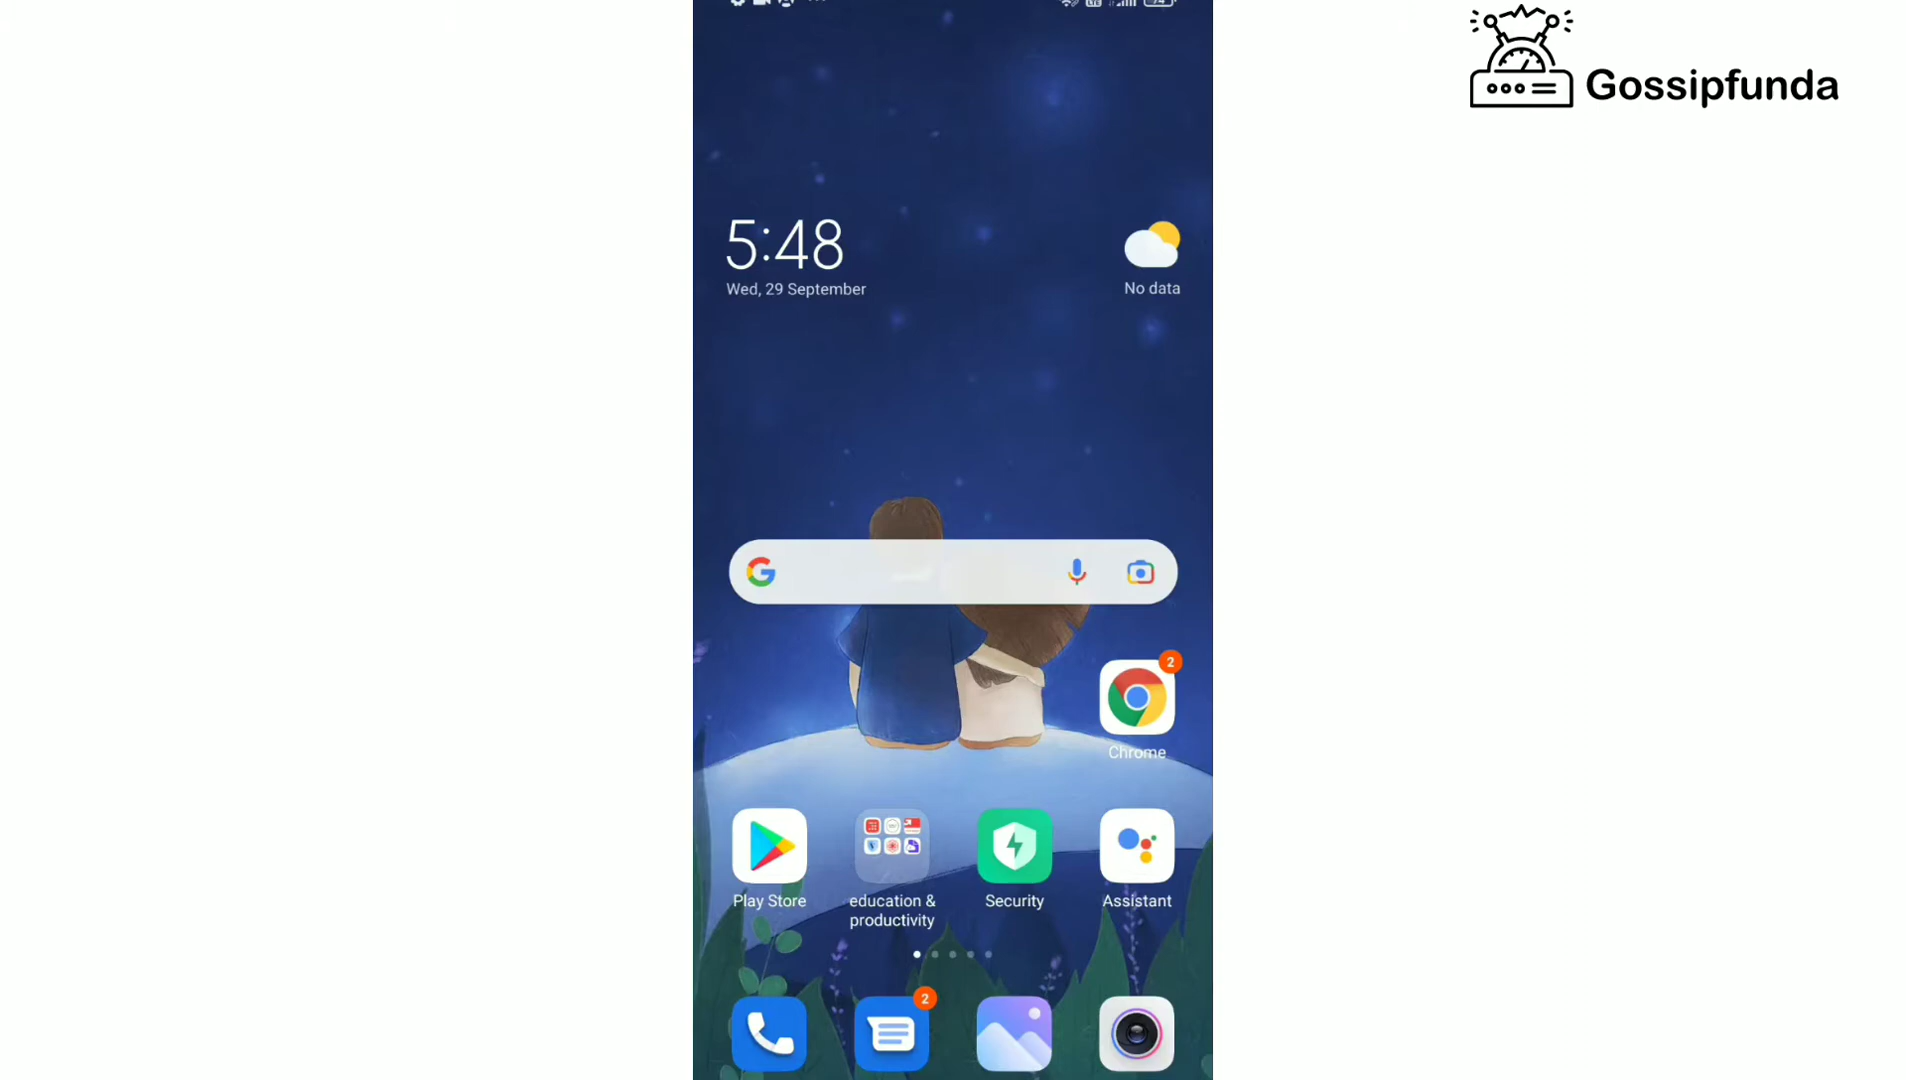 Gossipfunda
5:48
Wed, 29 September
No data
2
Chrome
Play Store
education &
productivity
Security
Assistant
2